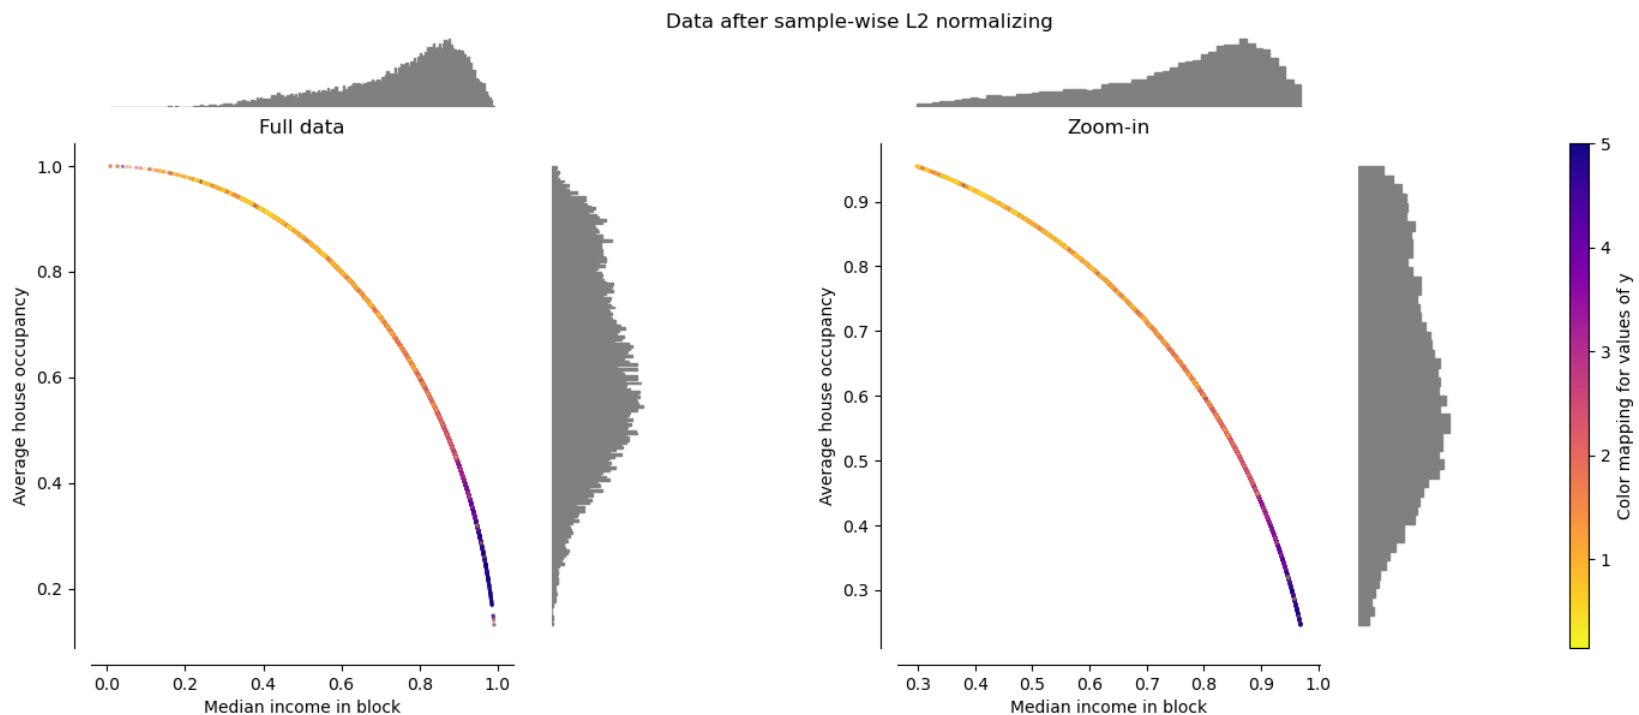 Data after sample-wise L2 normalizing
Full data
Average house occupancy
1.0
0.8
0.6
0.4
0.2
0.0 0.2 0.4 0.6 0.8 1.0
Median income in block
Zoom-in
Average house occupancy
0.9
0.8
0.7
0.6
0.5
0.4
0.3
0.3 0.4 0.5 0.6 0.7 0.8 0.9 1.0
Median income in block
5
4
3
2
1
Color mapping for values of y